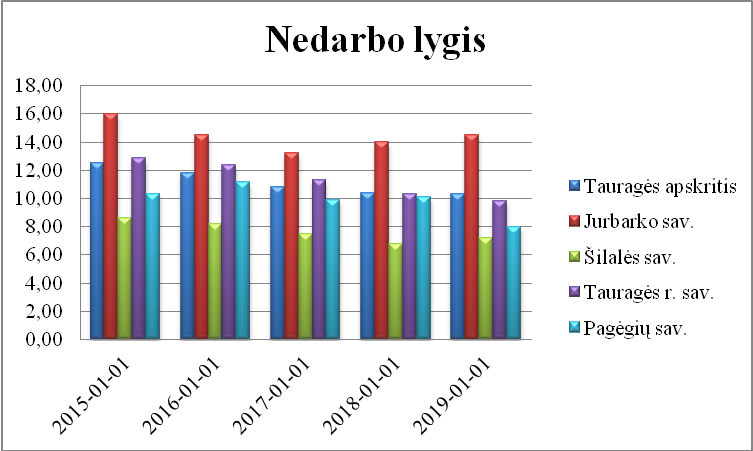 Nedarbo lygis
18,00
16,00
14,00
12,00
10,00
8,00
6,00
4,00
2,00
0,00
2015-01-01
2016-01-01
2017-01-01
2018-01-01
2019-01-01
Tauragės apskritis
Jurbarko sav.
Šilalės sav.
Tauragės r. sav.
Pagėgių sav.